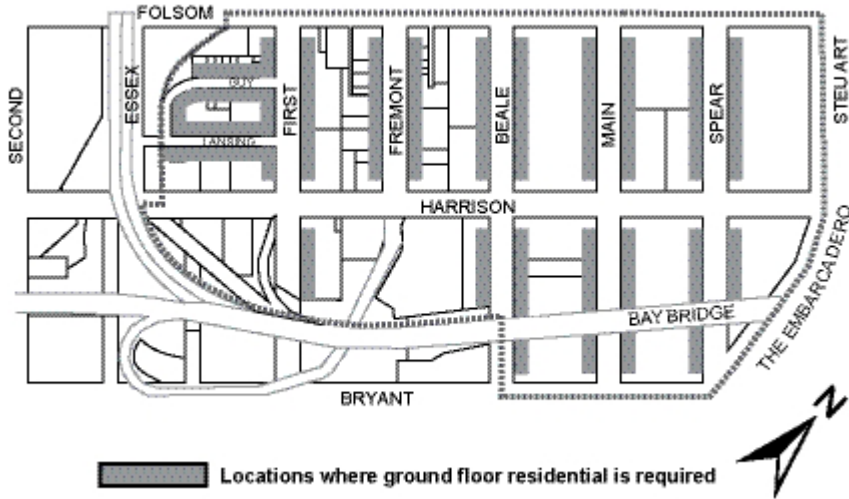 FOLSOM
SECOND
ESSEX
GUY
LANSING
FIRST
FREMONT
BEALE
MAIN
SPEAR
STEUART
HARRISON
BAY BRIDGE
THE EMBARCADERO
BRYANT
N
Locations where ground floor residential is required